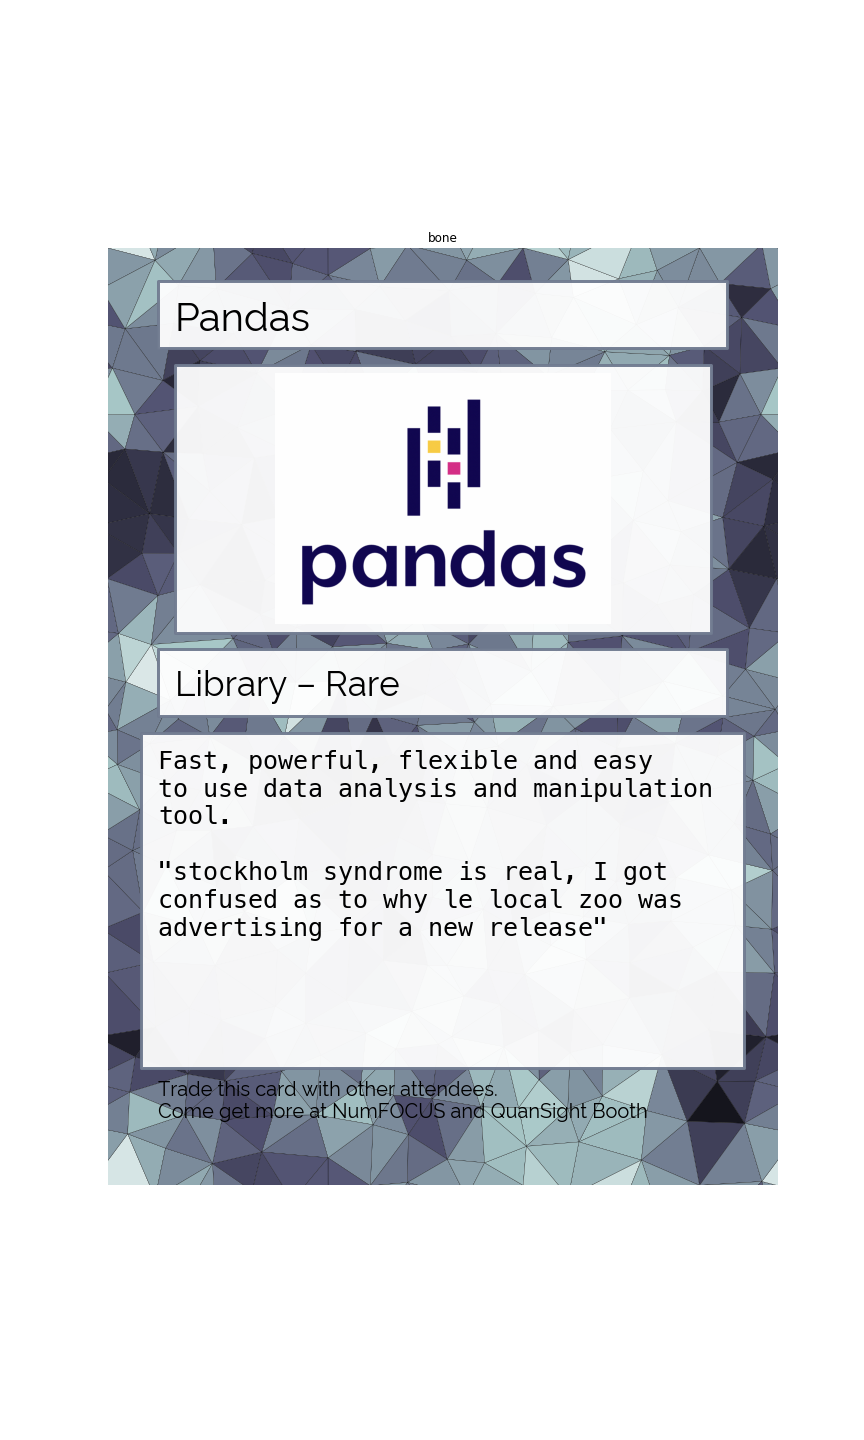 bone
Pandas
pandas
Library – Rare
Fast, powerful, flexible and easy
to use data analysis and manipulation
tool.
"stockholm syndrome is real, I got
confused as to why le local zoo was
advertising for a new release"
Trade this card with other attendees.
Come get more at NumFOCUS and QuanSight Booth